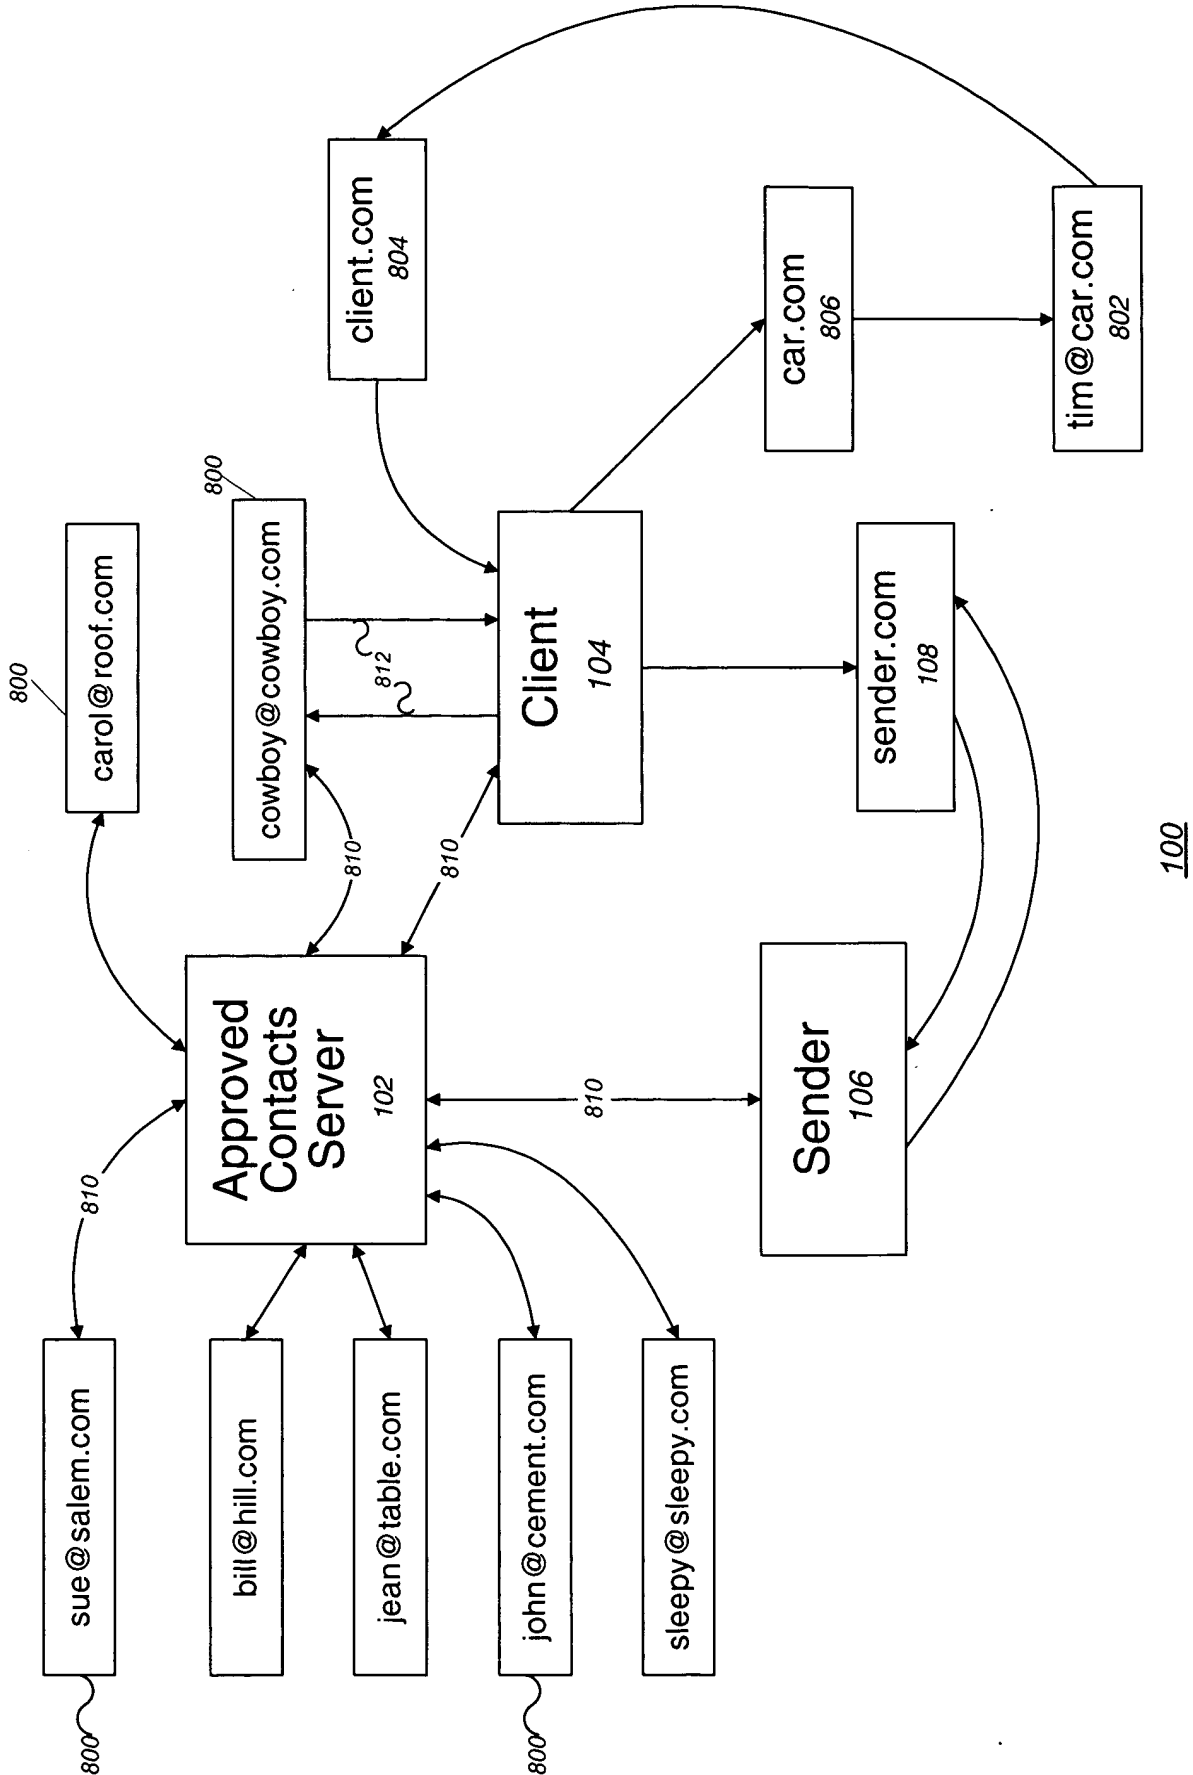 800
sue@salem.com
810
800
carol@roof.com
bill@hill.com
Approved
Contacts
Server
102
810
800
cowboy@cowboy.com
jean@table.com
812
client.com
804
810
800
john@cement.com
Client
104
sleepy@sleepy.com
810
Sender
106
sender.com
108
car.com
806
tim@car.com
802
100